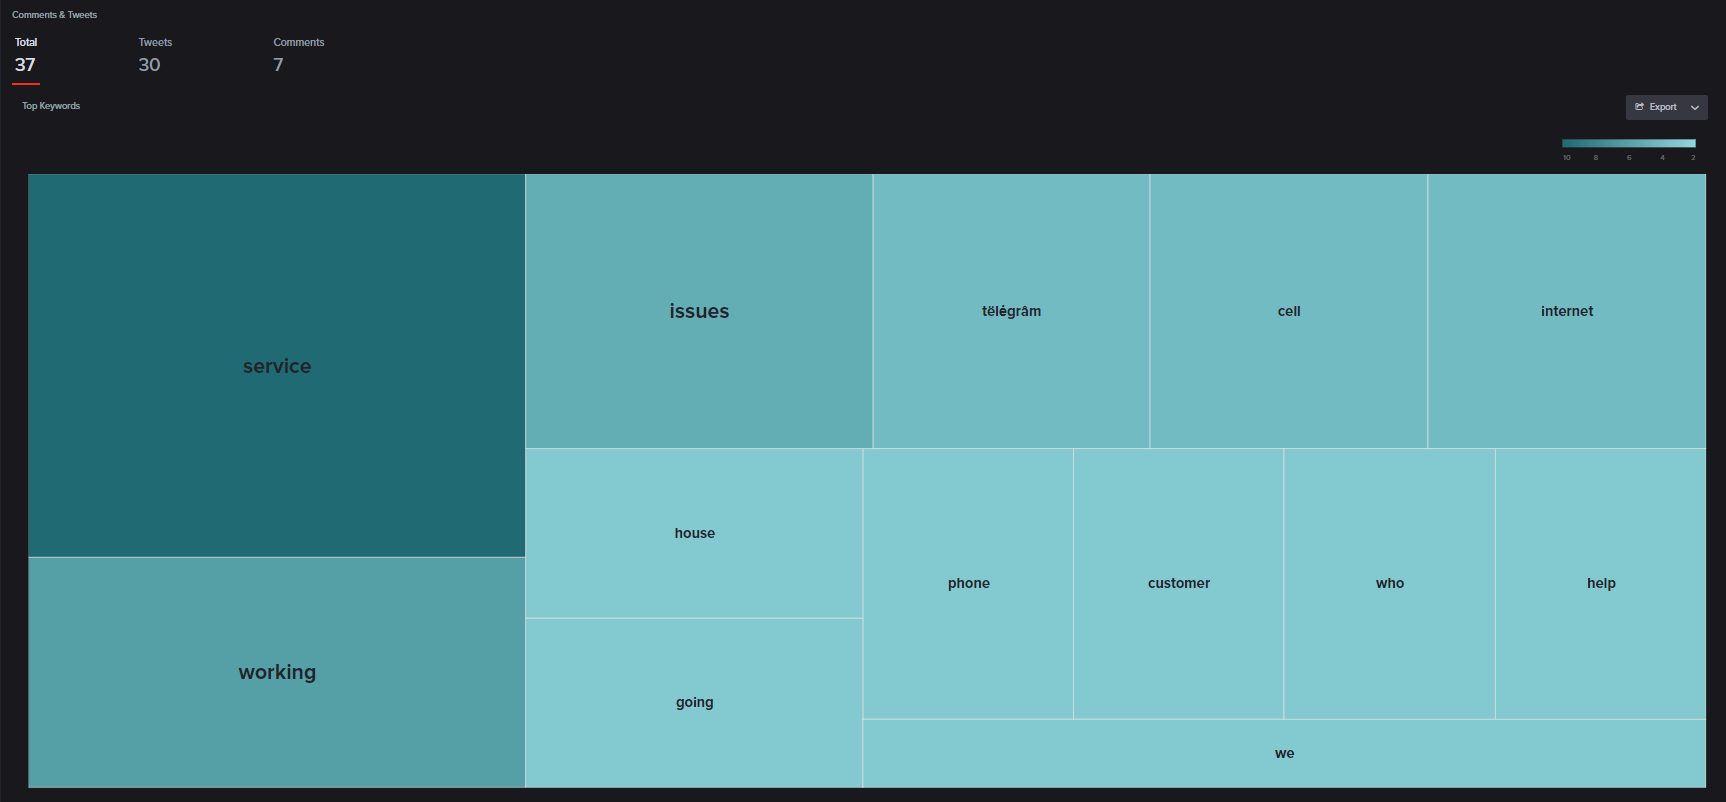 Comments & Tweets
Total Tweets Comments
37 30 7
Top Keywords
Export
10 8 6 4 2
service
issues
tëlėgrâm
cell
internet
working
house
going
phone
customer
who
help
we